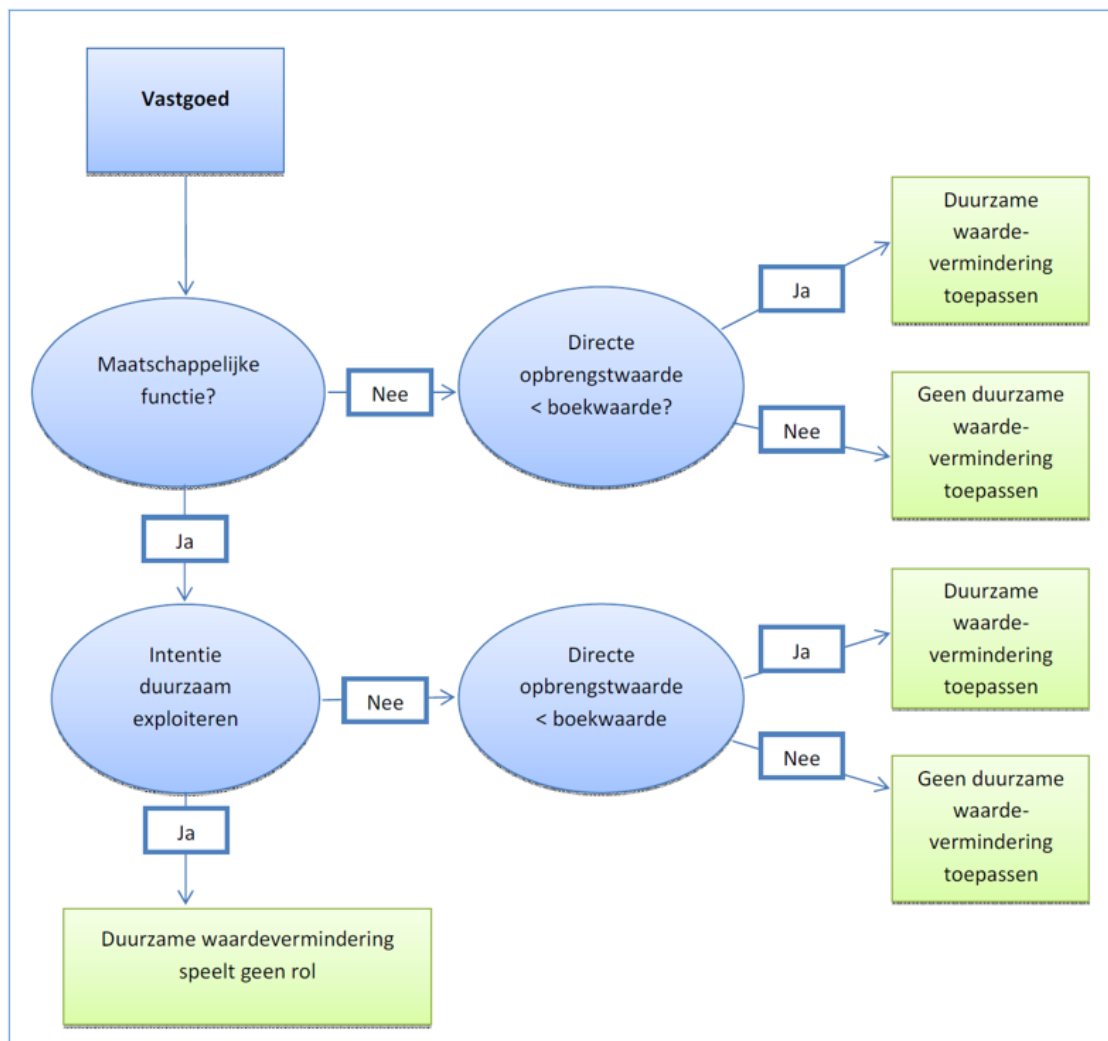 Vastgoed
Maatschappelijke
functie?
Nee
Directe
opbrengstwaarde
< boekwaarde?
Ja
Duurzame
waarde-
vermindering
toepassen
Nee
Geen duurzame
waarde-
vermindering
toepassen
Ja
Intentie
duurzaam
exploiteren
Nee
Directe
opbrengstwaarde
< boekwaarde
Ja
Duurzame
waarde-
vermindering
toepassen
Nee
Geen duurzame
waarde-
vermindering
toepassen
Ja
Duurzame waardevermindering
speelt geen rol